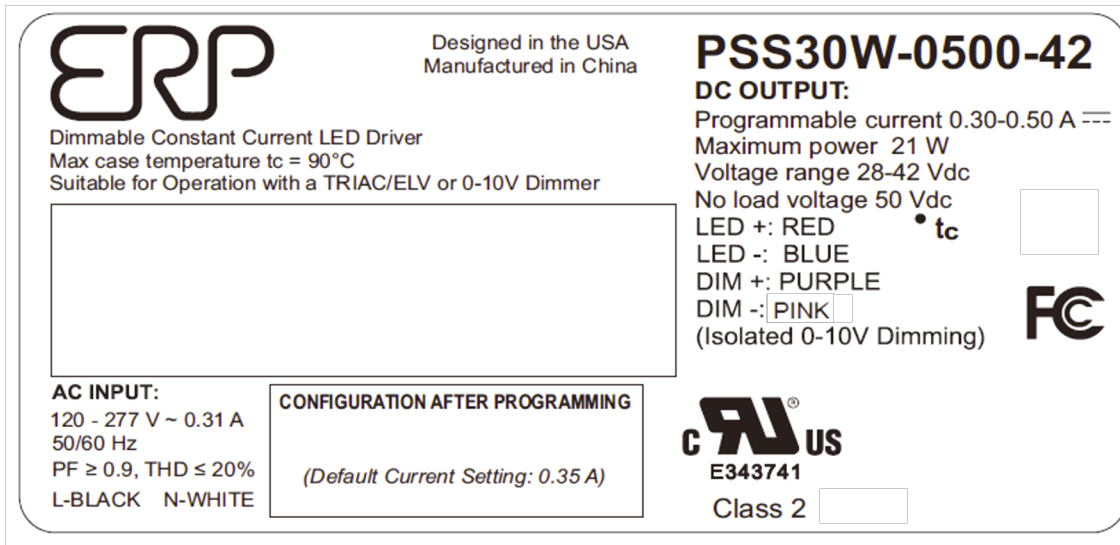 ERP
Designed in the USA
Manufactured in China
Dimmable Constant Current LED Driver
Max case temperature tc = 90°C
Suitable for Operation with a TRIAC/ELV or 0-10V Dimmer
PSS30W-0500-42
DC OUTPUT:
Programmable current 0.30-0.50 A ⎓
Maximum power 21 W
Voltage range 28-42 Vdc
No load voltage 50 Vdc
LED +: RED
• tc
LED -: BLUE
DIM +: PURPLE
DIM -: PINK
(Isolated 0-10V Dimming)
FC
AC INPUT:
120 - 277 V ~ 0.31 A
50/60 Hz
PF ≥ 0.9, THD ≤ 20%
L-BLACK N-WHITE
CONFIGURATION AFTER PROGRAMMING
(Default Current Setting: 0.35 A)
C RU ® US
E343741
Class 2